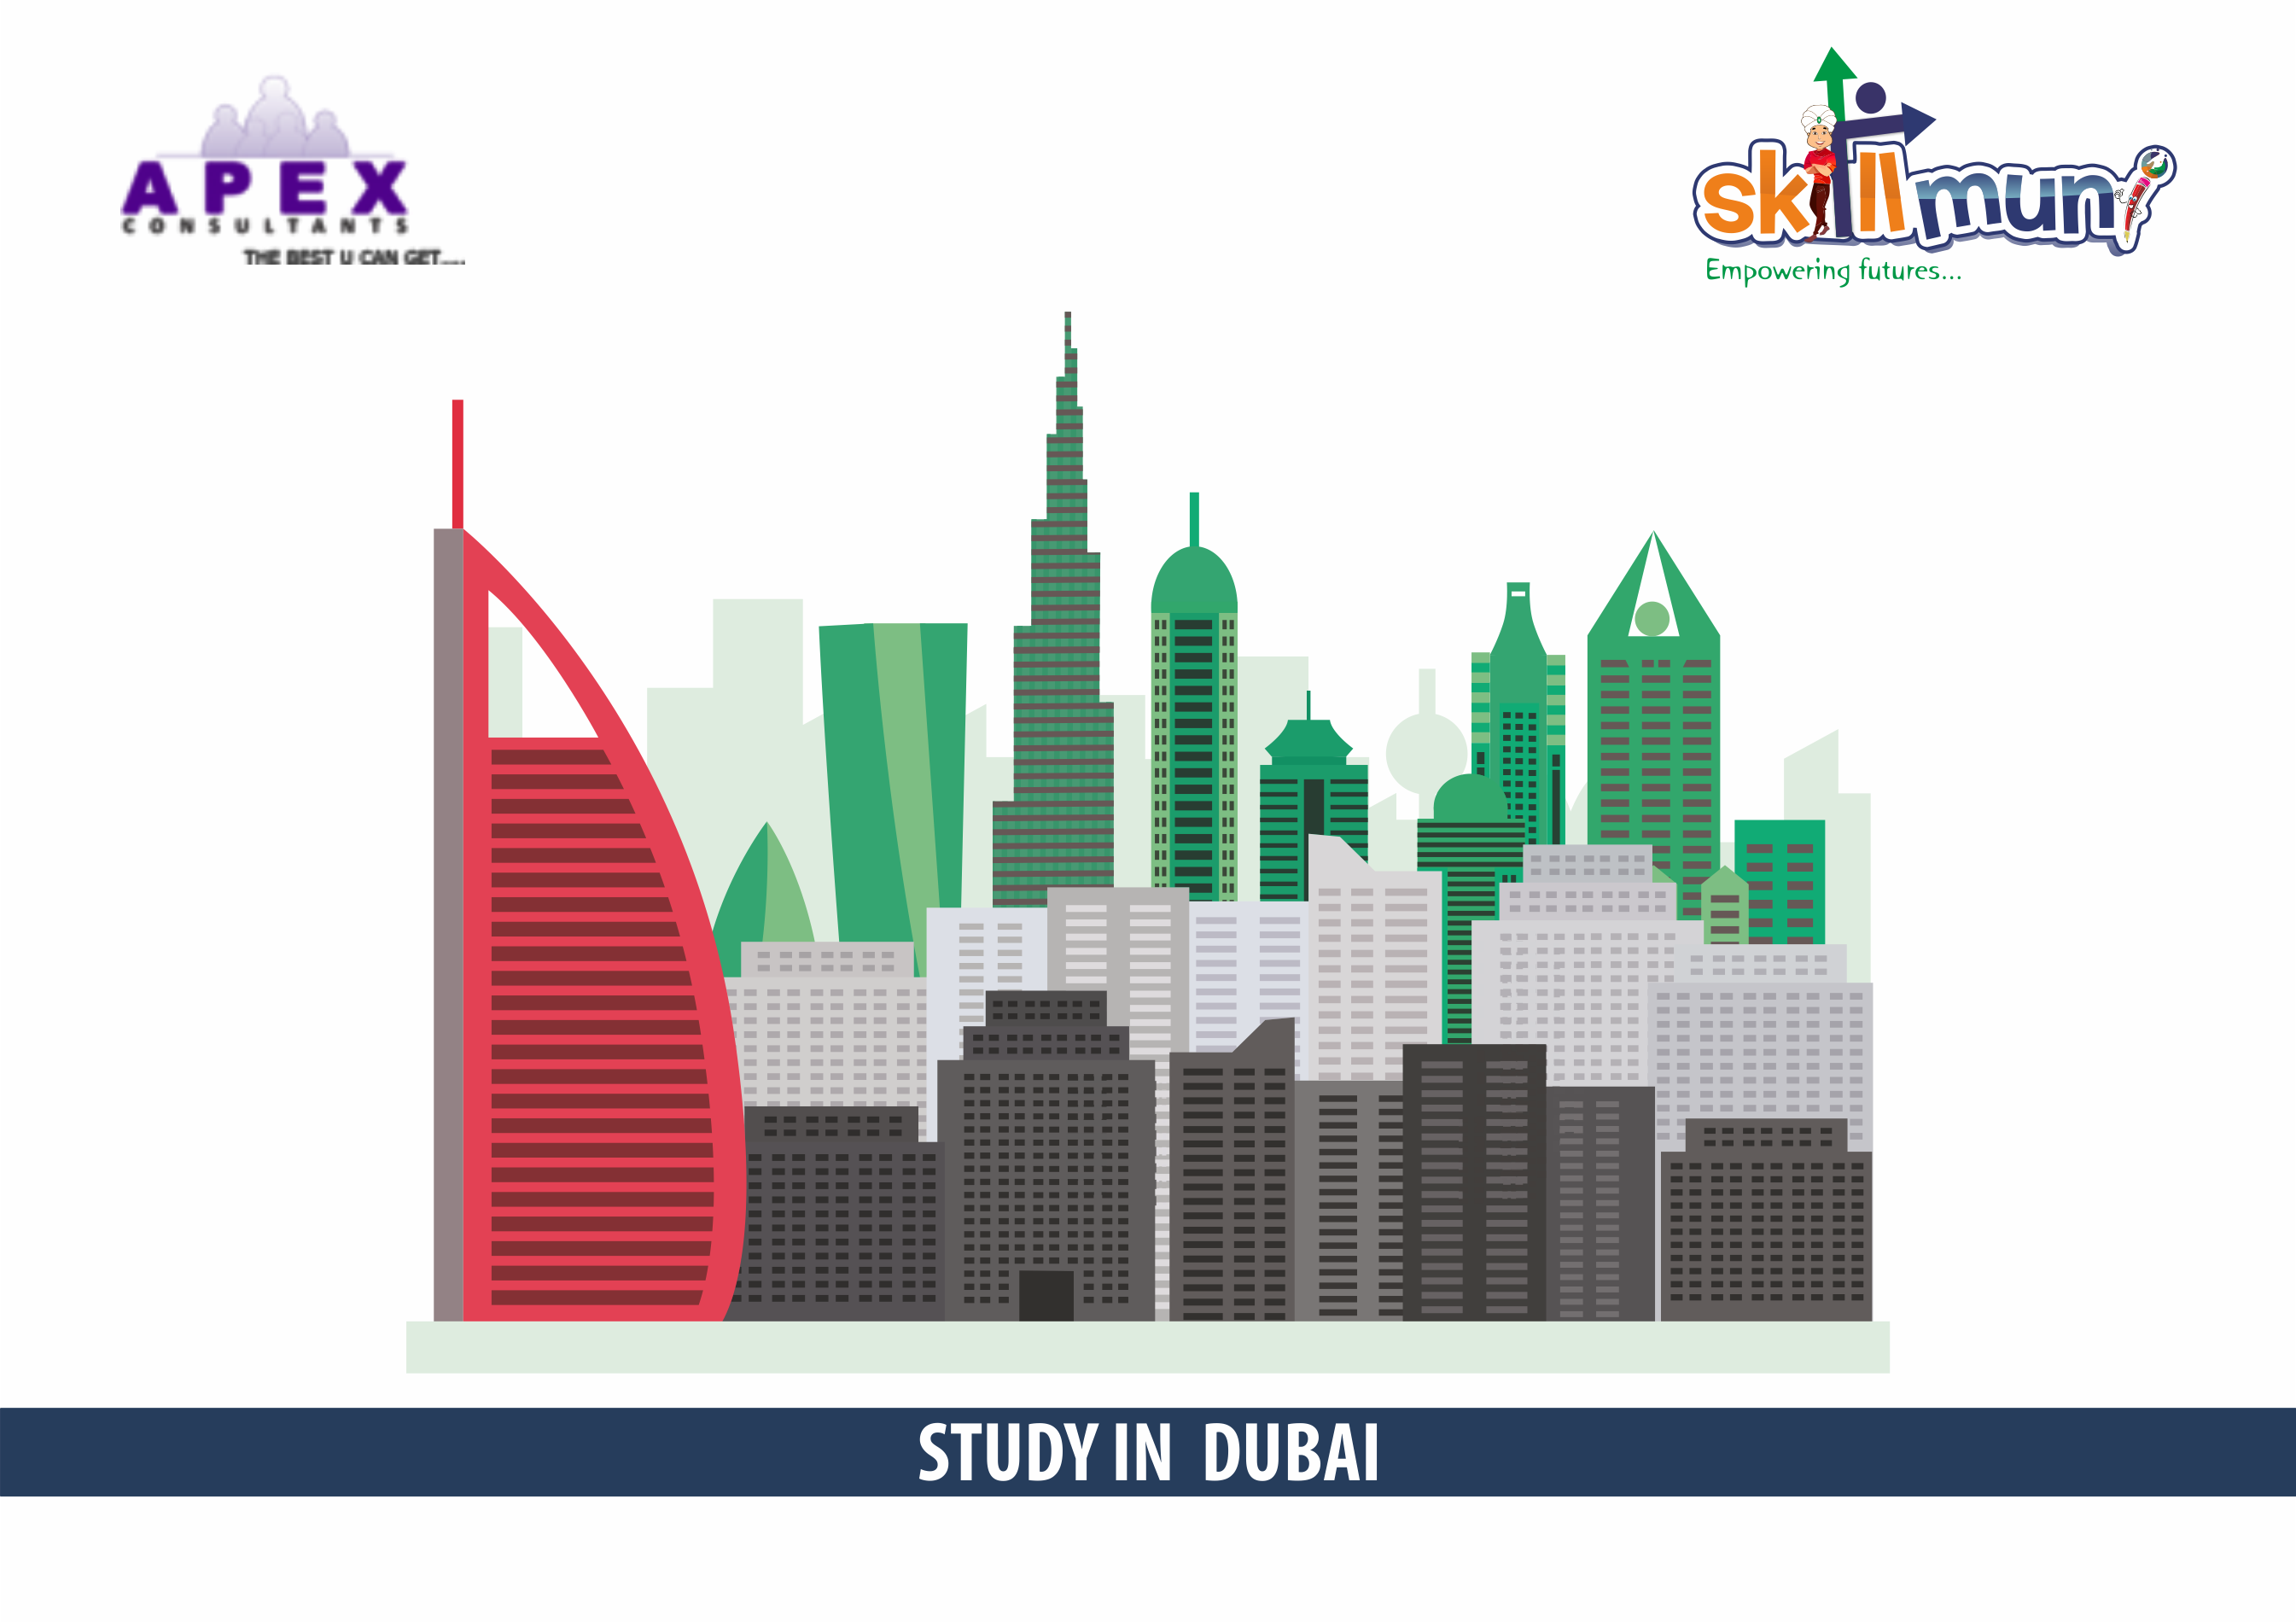 APEX
CONSULTANTS
THE BEST U CAN GET....
skillmuni
Empowering futures...
STUDY IN DUBAI